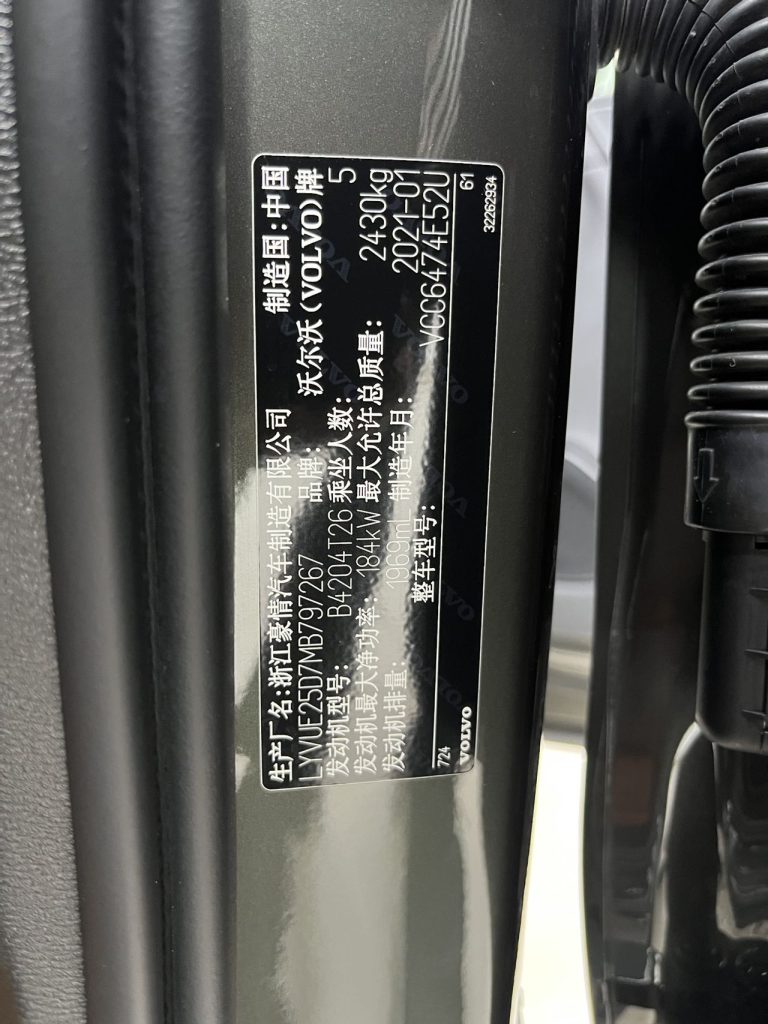 生产厂名:浙江豪情汽车制造有限公司 制造国:中国
LYVUE25D7MB797267 品牌: 沃尔沃(VOLVO)牌
发动机型号: B4204T26 乘坐人数: 5
发动机最大净功率: 184kW 最大允许总质量: 2430kg
发动机排量: 1969mL 制造年月: 2021-01
整车型号: VCC6474E52U
724 61
VOLVO 32262934